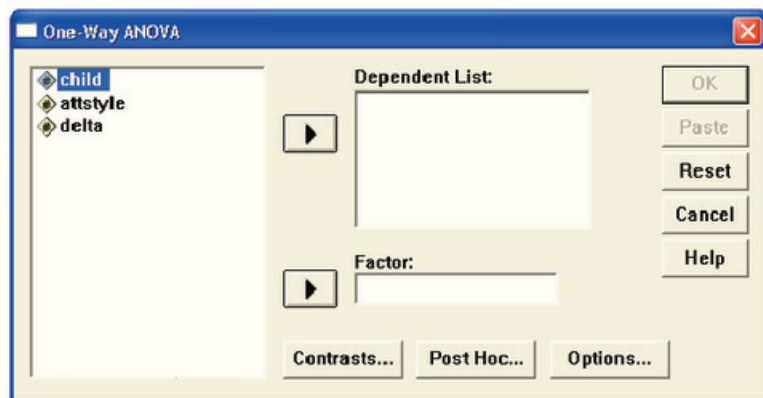 One-Way ANOVA
child
attstyle
delta
Dependent List:
Factor:
OK
Paste
Reset
Cancel
Help
Contrasts...
Post Hoc...
Options...